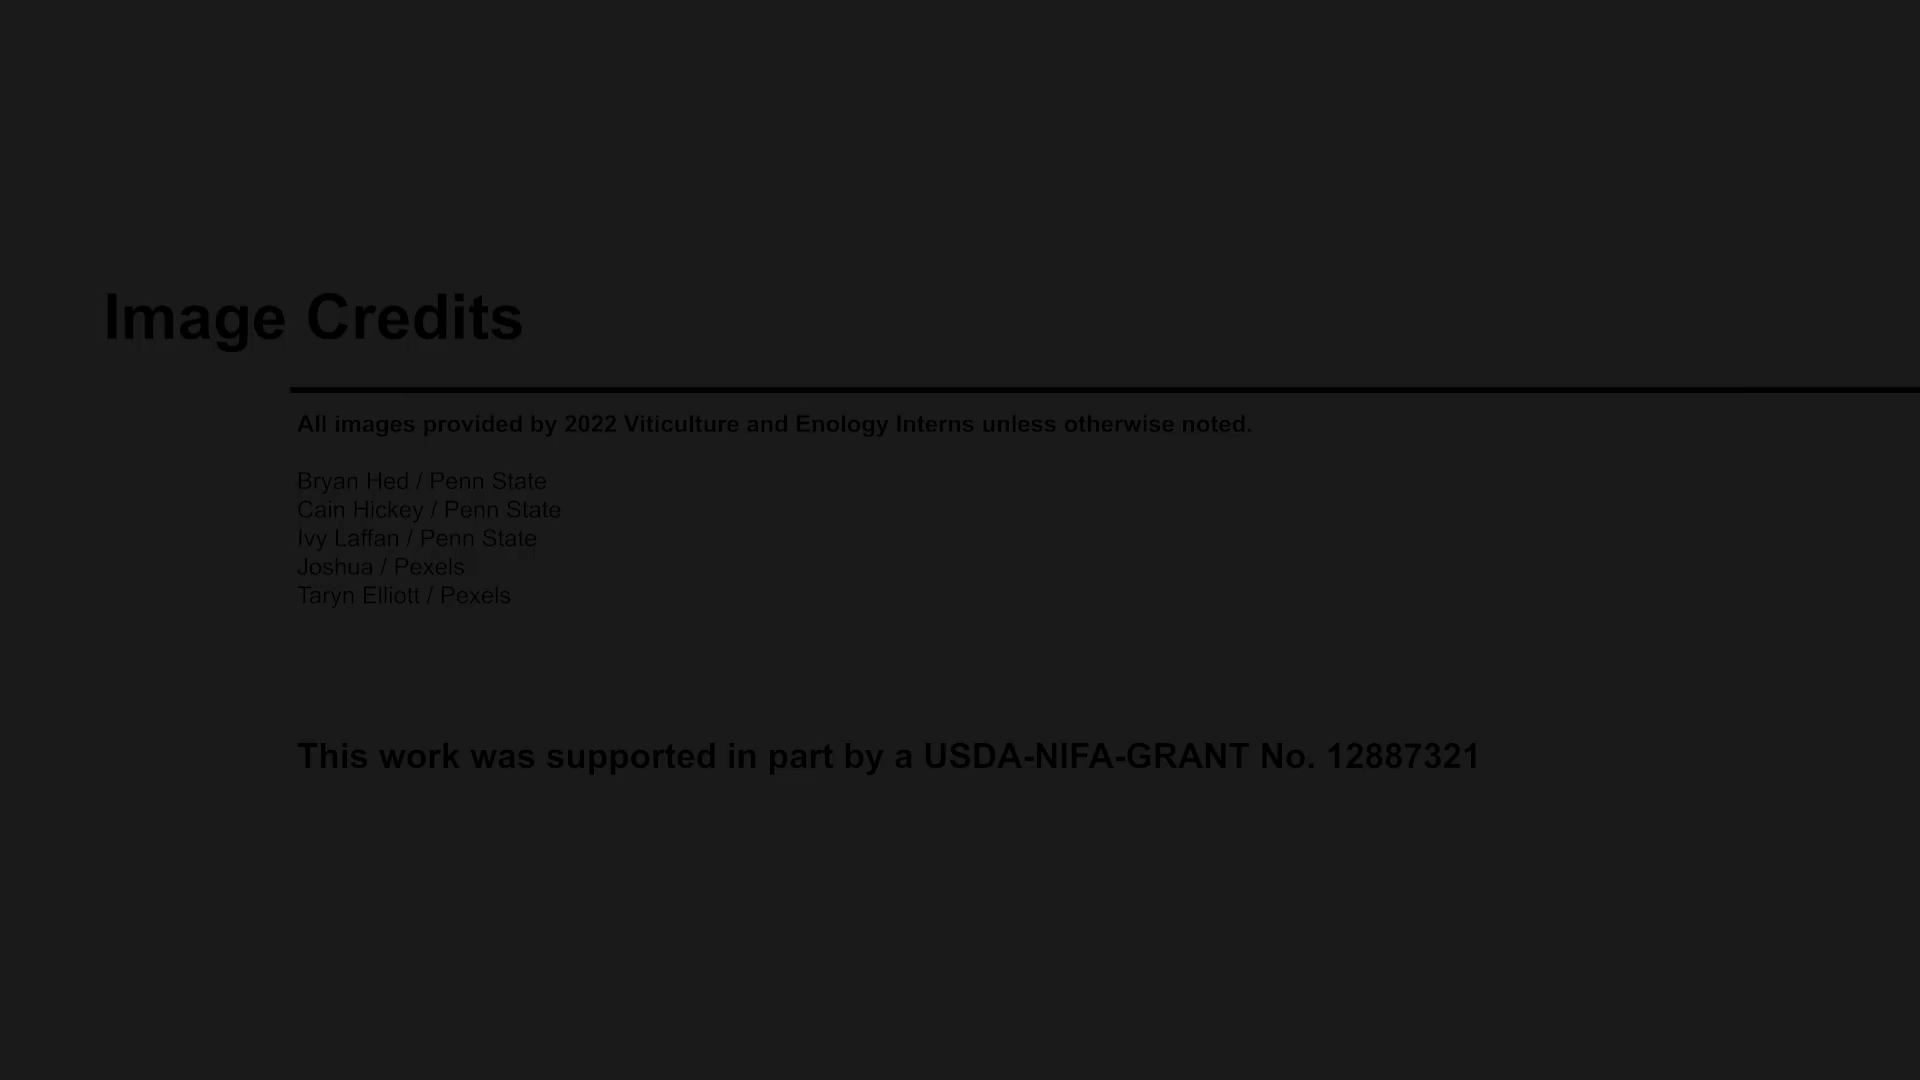 Image Credits
All images provided by 2022 Viticulture and Enology Interns unless otherwise noted.
Bryan Hed / Penn State
Cain Hickey / Penn State
Ivy Laffan / Penn State
Joshua / Pexels
Taryn Elliott / Pexels
This work was supported in part by a USDA-NIFA-GRANT No. 12887321